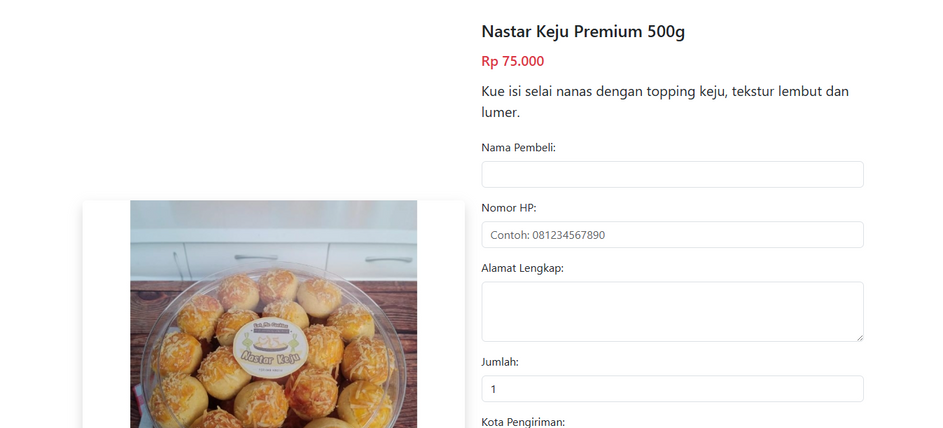 Nastar Keju Premium 500g
Rp 75.000
Kue isi selai nanas dengan topping keju, tekstur lembut dan
lumer.
Nama Pembeli:
Nomor HP:
Contoh: 081234567890
Alamat Lengkap:
Jumlah:
1
Kota Pengiriman:
Nastar Keju